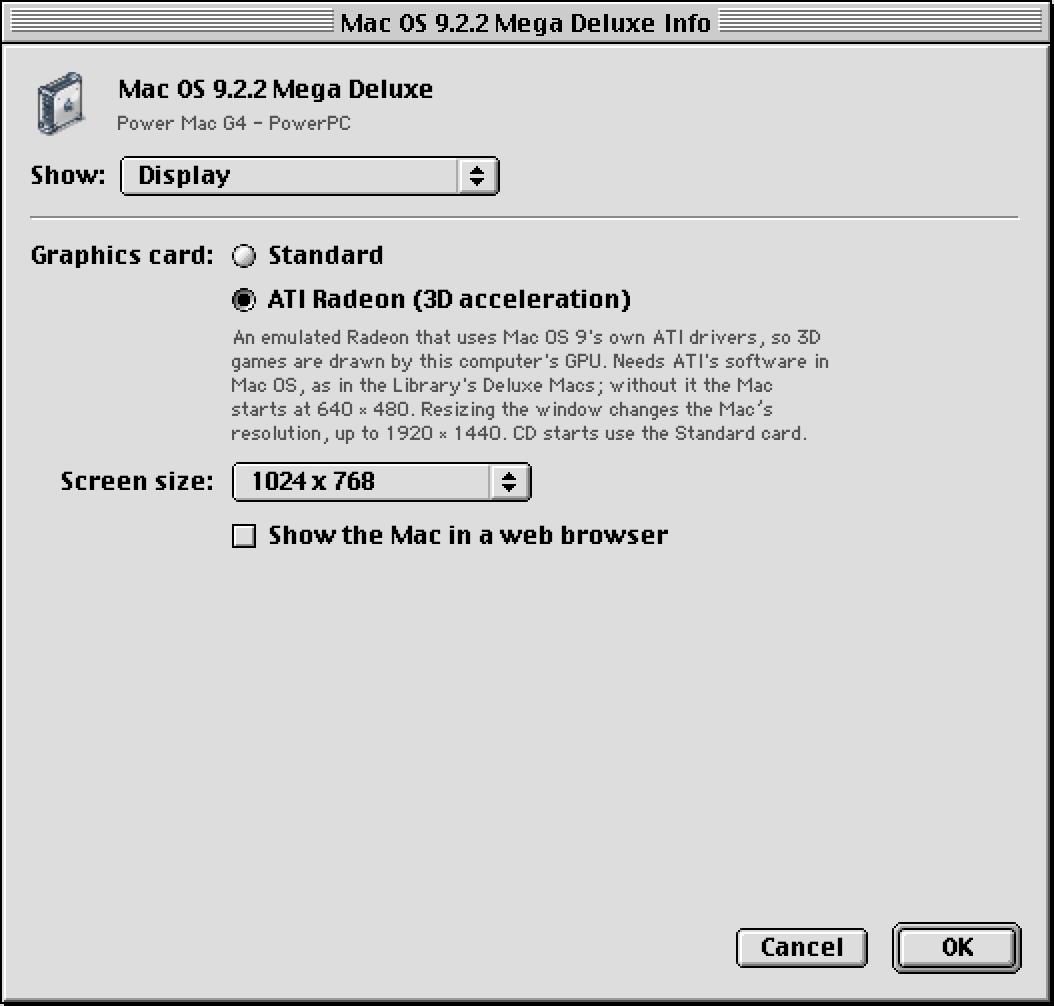 Mac OS 9.2.2 Mega Deluxe Info
Mac OS 9.2.2 Mega Deluxe
Power Mac G4 - PowerPC
Show: Display
Graphics card: Standard
ATI Radeon (3D acceleration)
An emulated Radeon that uses Mac OS 9's own ATI drivers, so 3D
games are drawn by this computer's GPU. Needs ATI's software in
Mac OS, as in the Library's Deluxe Macs; without it the Mac
starts at 640 × 480. Resizing the window changes the Mac's
resolution, up to 1920 × 1440. CD starts use the Standard card.
Screen size: 1024 x 768
Show the Mac in a web browser
Cancel OK